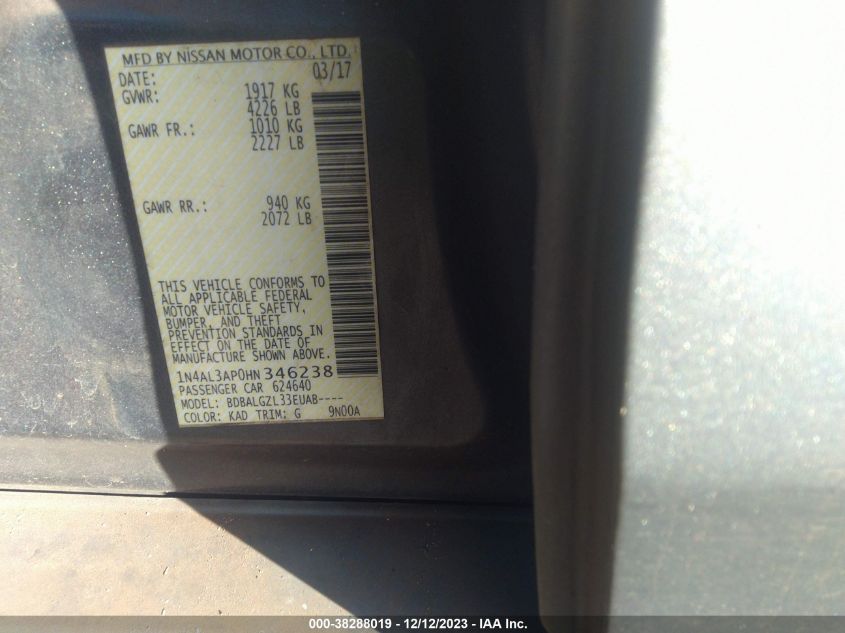 MFD BY NISSAN MOTOR CO., LTD.
DATE: 03/17
GVWR: 1917 KG
4226 LB
GAWR FR.: 1010 KG
2227 LB
GAWR RR.: 940 KG
2072 LB
THIS VEHICLE CONFORMS TO
ALL APPLICABLE FEDERAL
MOTOR VEHICLE SAFETY,
BUMPER, AND THEFT
PREVENTION STANDARDS IN
EFFECT ON THE DATE OF
MANUFACTURE SHOWN ABOVE.
1N4AL3AP0HN346238
PASSENGER CAR 624640
MODEL: BDBALGZL33EUAB----
COLOR: KAD TRIM: G 9N00A
000-38288019 - 12/12/2023 - IAA Inc.